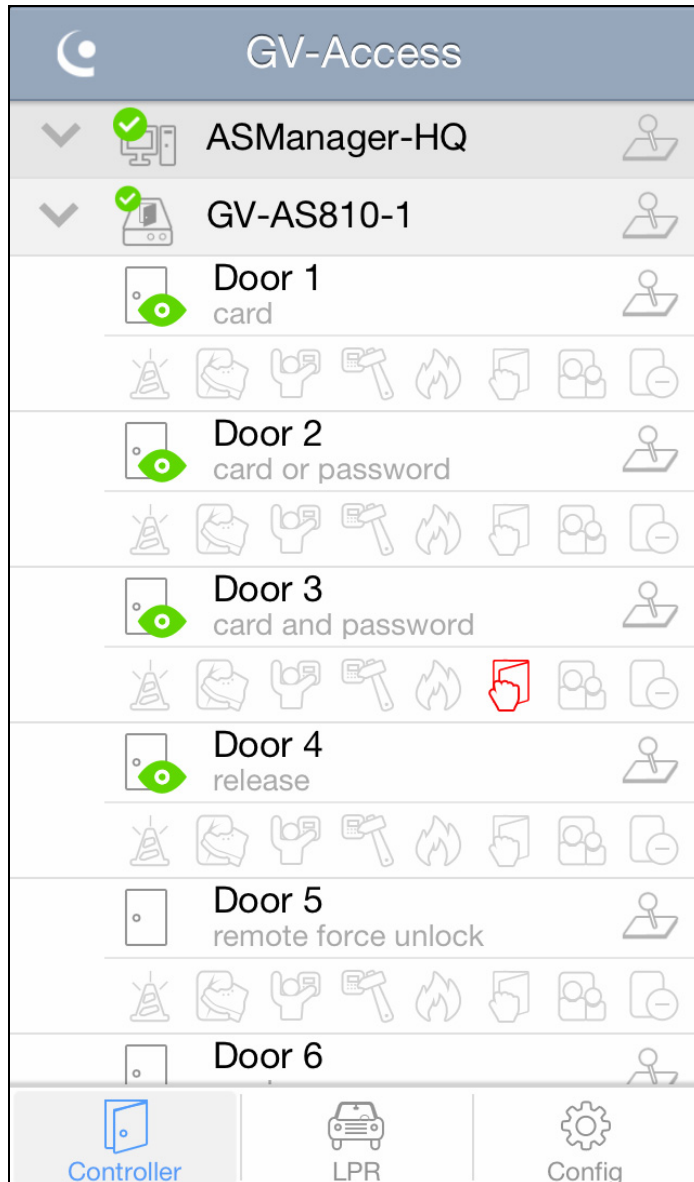 GV-Access
ASManager-HQ
GV-AS810-1
Door 1
card
Door 2
card or password
Door 3
card and password
Door 4
release
Door 5
remote force unlock
Door 6
Controller
LPR
Config